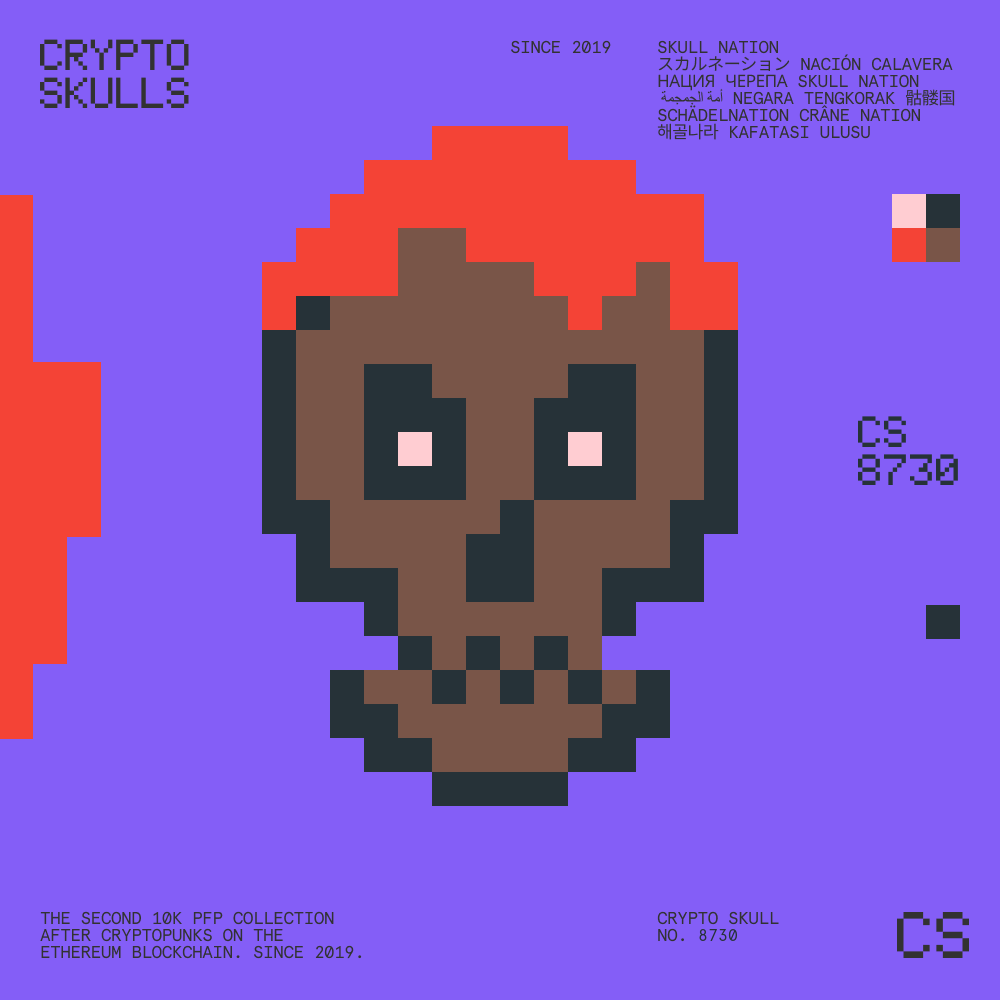 CRYPTO
SKULLS
SINCE 2019
SKULL NATION
スカルネーション NACIÓN CALAVERA
НАЦИЯ ЧЕРЕПА SKULL NATION
أمة الجمجمة NEGARA TENGKORAK 骷髅国
SCHÄDELNATION CRÂNE NATION
해골나라 KAFATASI ULUSU
CS
8730
THE SECOND 10K PFP COLLECTION
AFTER CRYPTOPUNKS ON THE
ETHEREUM BLOCKCHAIN. SINCE 2019.
CRYPTO SKULL
NO. 8730
CS